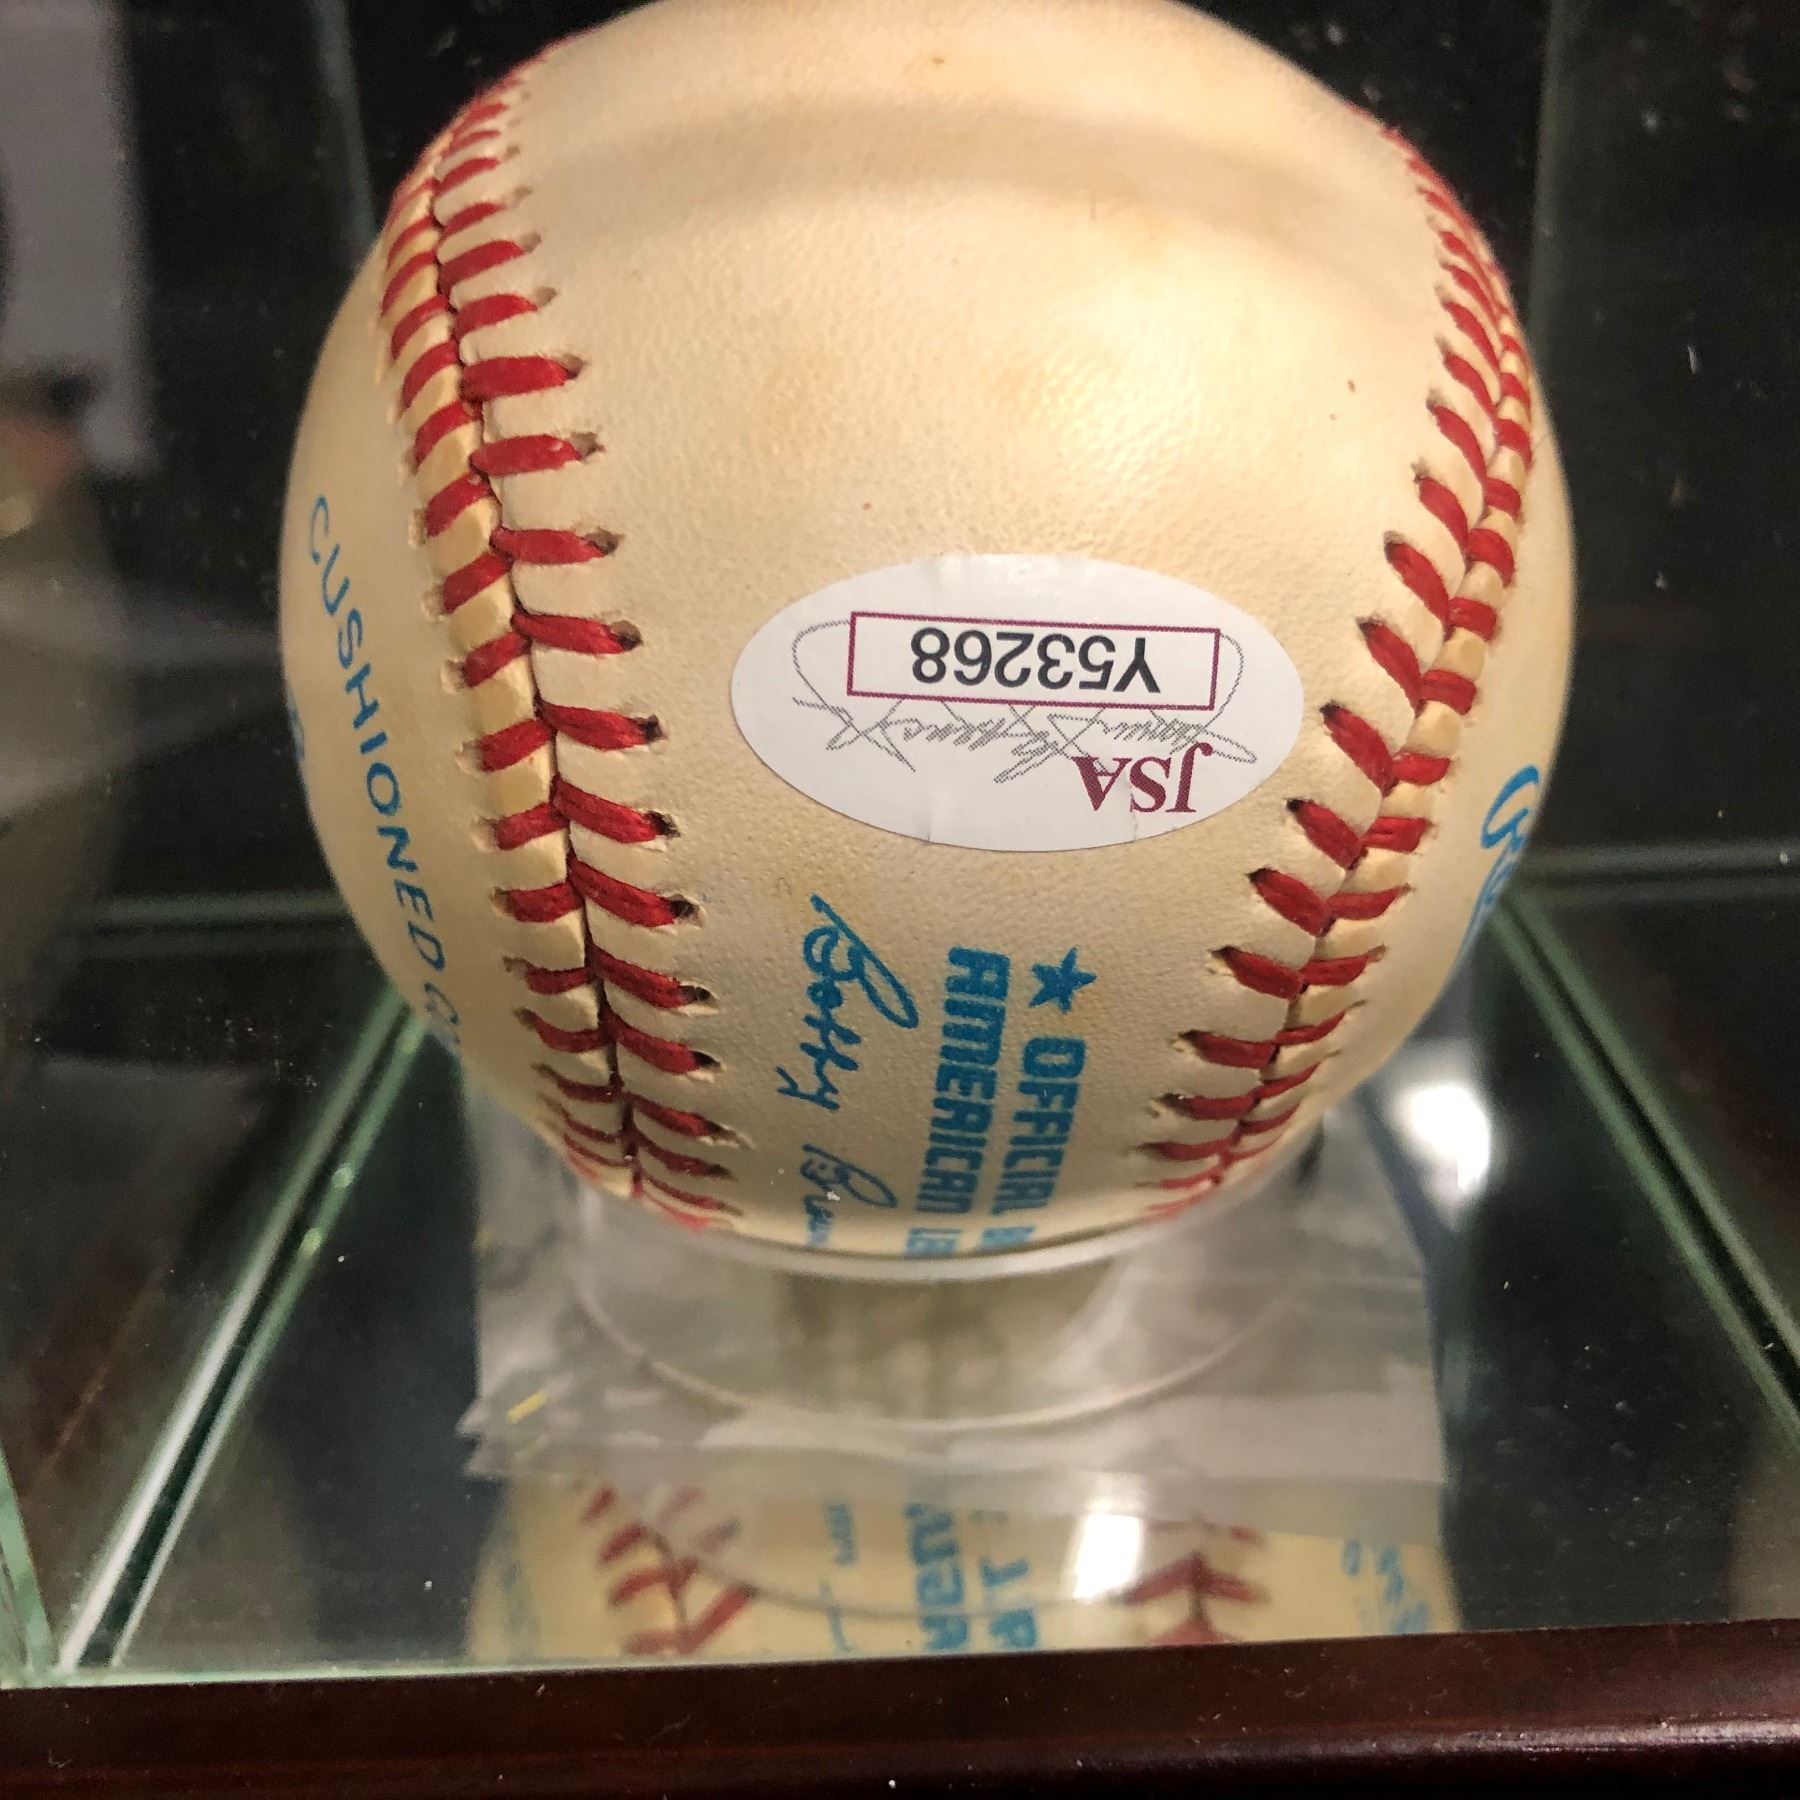 JSA
Y53268
★ OFFICIAL
AMERICAN
Bobby
CUSHIONED